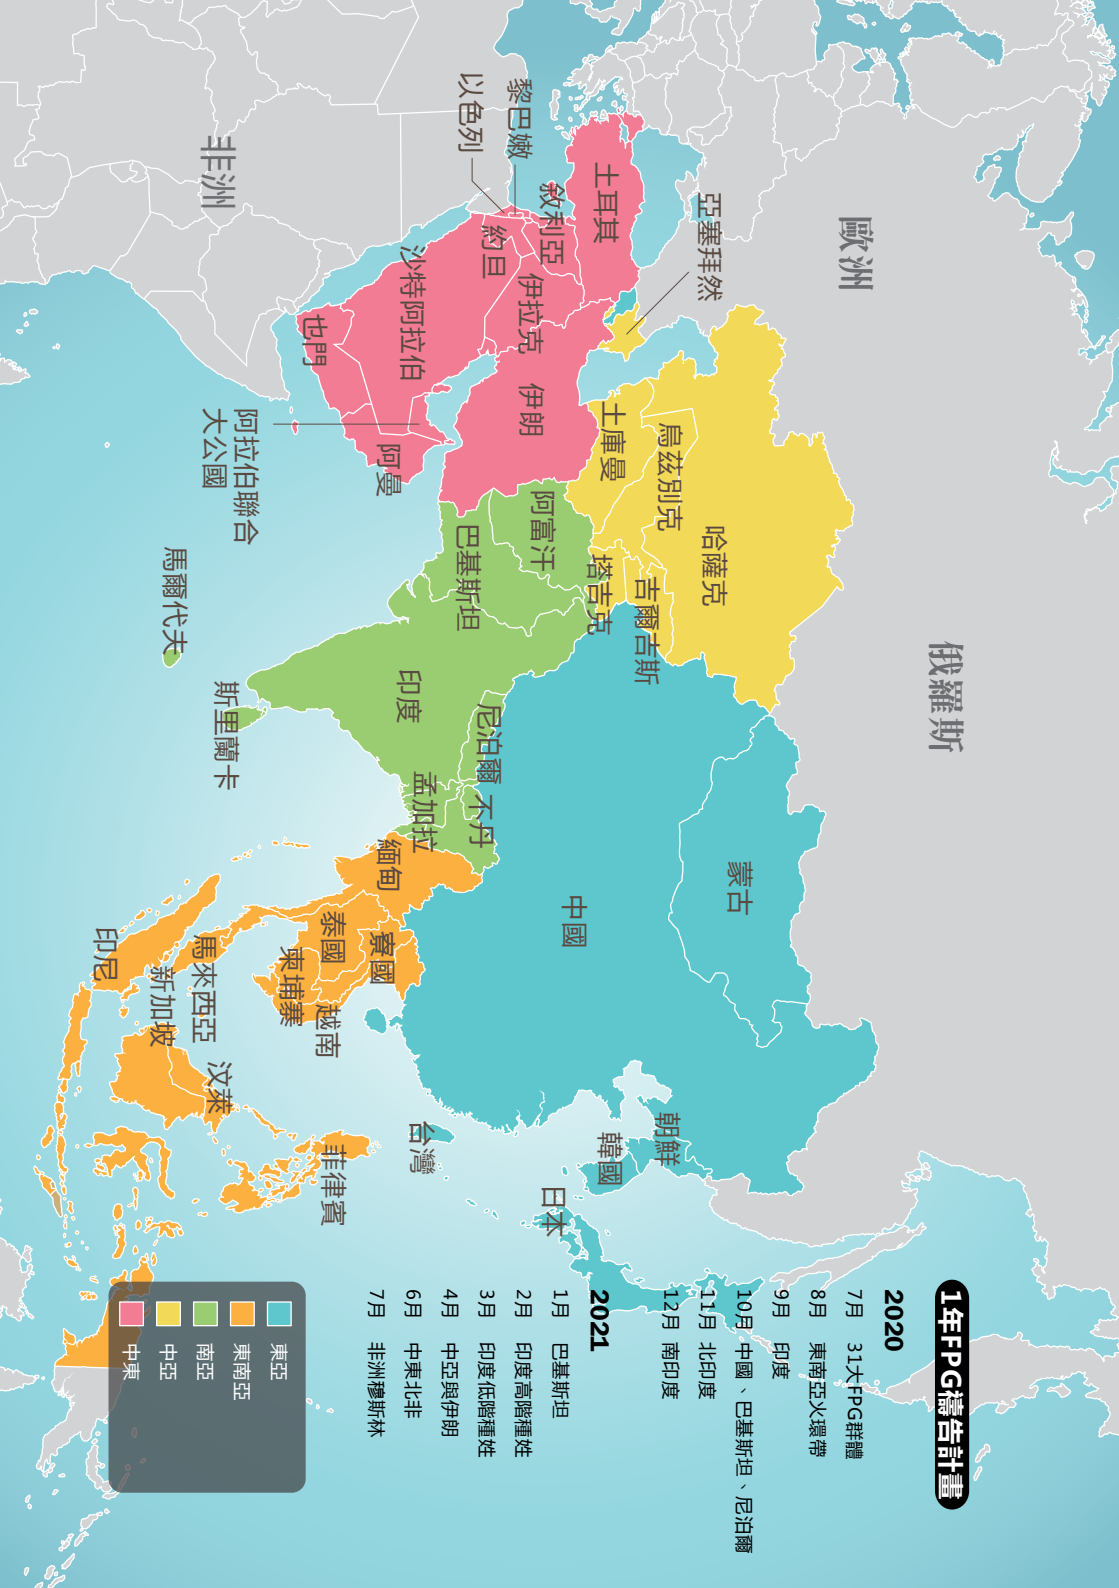 1年FPG禱告計畫
2020
7月 31大FPG群體
8月 東南亞火環帶
9月 印度
10月 中國、巴基斯坦、尼泊爾
11月 北印度
12月 南印度
2021
1月 巴基斯坦
2月 印度高階種姓
3月 印度低階種姓
4月 中亞與伊朗
6月 中東北非
7月 非洲穆斯林
俄羅斯
歐洲
非洲
亞塞拜然
土耳其
黎巴嫩
以色列
敘利亞
約旦
伊拉克
沙特阿拉伯
也門
伊朗
阿曼
阿拉伯聯合
大公國
哈薩克
烏茲別克
土庫曼
吉爾吉斯
塔吉克
阿富汗
巴基斯坦
印度
尼泊爾
不丹
孟加拉
馬爾代夫
斯里蘭卡
蒙古
中國
朝鮮
韓國
日本
台灣
緬甸
寮國
泰國
柬埔寨
越南
馬來西亞
新加坡
印尼
汶萊
菲律賓
東亞
東南亞
南亞
中亞
中東